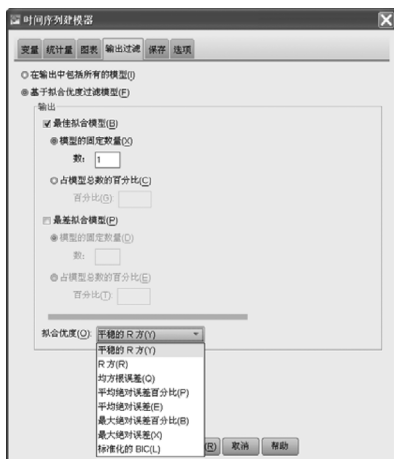 时间序列建模器
变量 统计量 图表 输出过滤 保存 选项
在输出中包括所有的模型(I)
基于拟合优度过滤模型(F)
输出
最佳拟合模型(B)
模型的固定数量(X)
数: 1
占模型总数的百分比(C)
百分比(G):
最差拟合模型(P)
模型的固定数量(D)
数:
占模型总数的百分比(E)
百分比(T):
拟合优度(O): 平稳的 R 方(Y)
平稳的 R 方(Y)
R 方(R)
均方根误差(Q)
平均绝对误差百分比(P)
平均绝对误差(E)
最大绝对误差百分比(B)
最大绝对误差(X)
标准化的 BIC(L)
(R) 取消 帮助